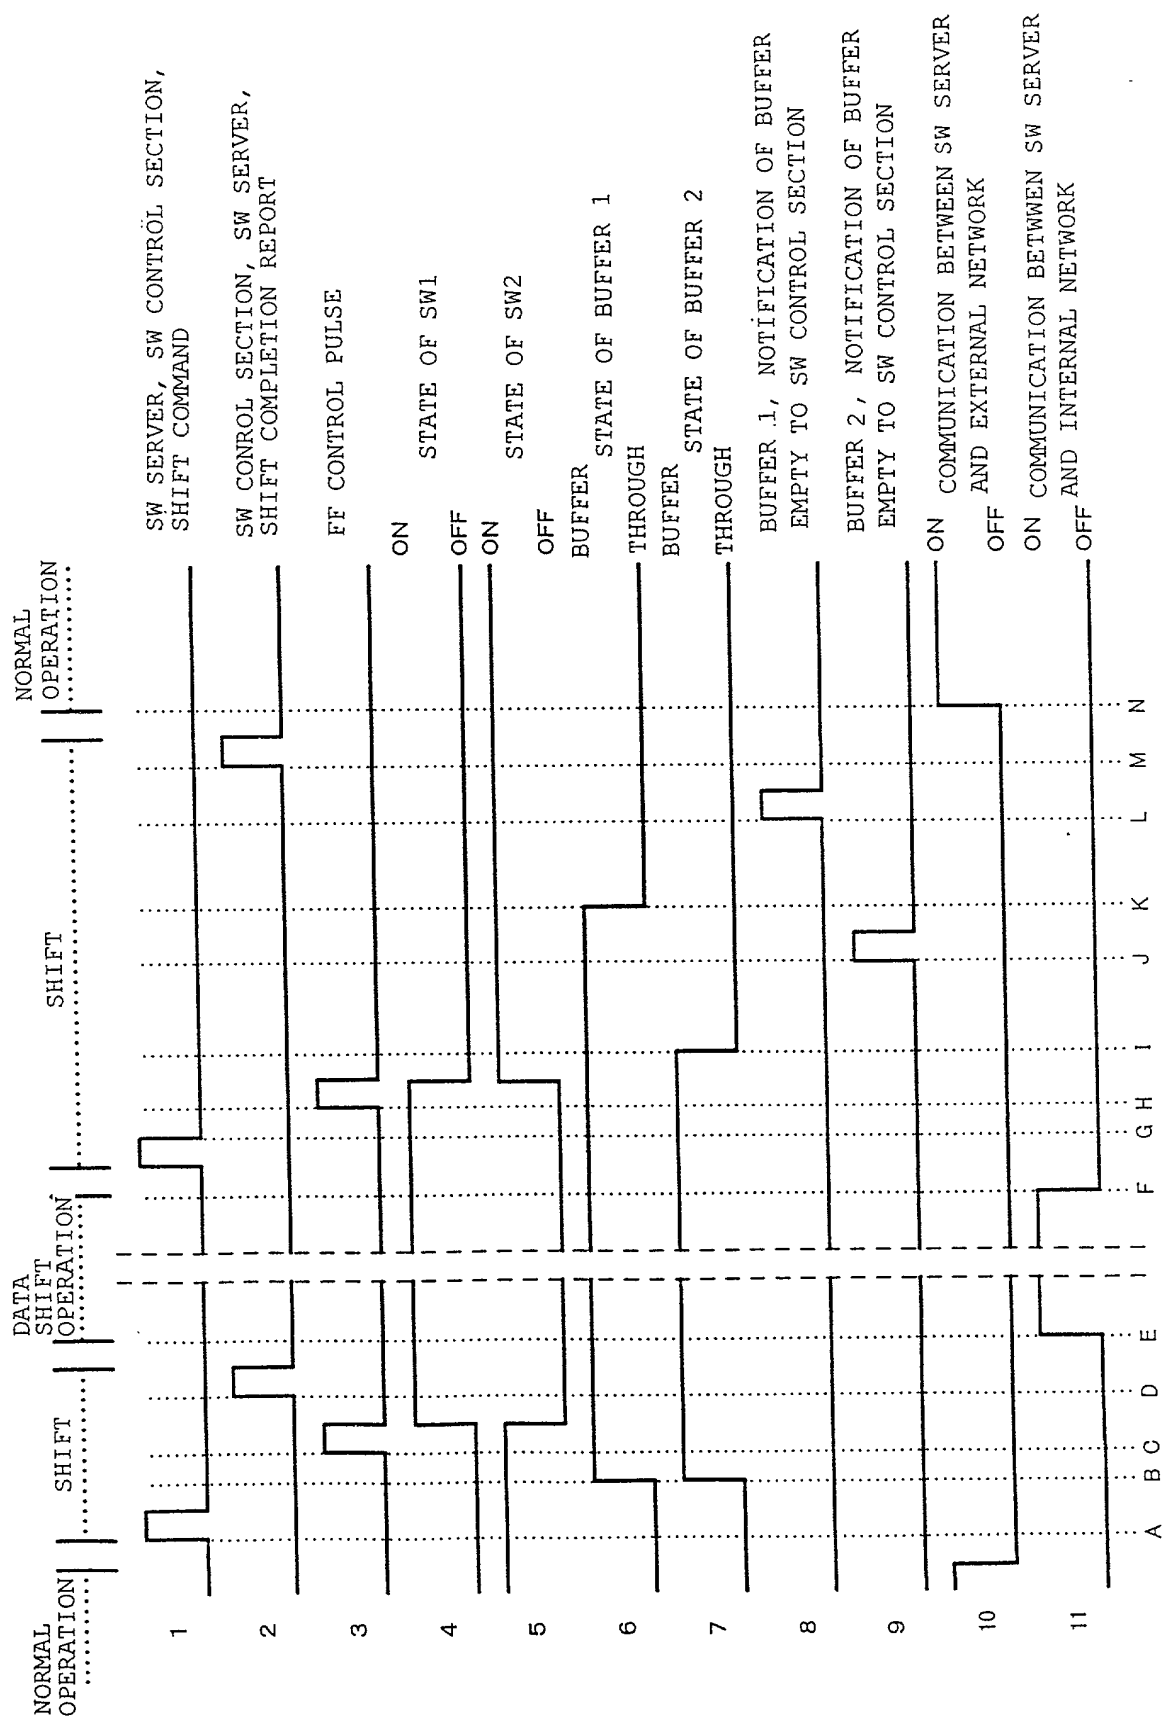 NORMAL
OPERATION
SHIFT
DATA
SHIFT
OPERATION
SHIFT
NORMAL
OPERATION
1
SW SERVER, SW CONTROL SECTION,
SHIFT COMMAND
2
SW CONROL SECTION, SW SERVER,
SHIFT COMPLETION REPORT
3
FF CONTROL PULSE
4
ON
OFF
STATE OF SW1
5
ON
OFF
STATE OF SW2
6
BUFFER
THROUGH
STATE OF BUFFER 1
7
BUFFER
THROUGH
STATE OF BUFFER 2
8
BUFFER 1, NOTIFICATION OF BUFFER
EMPTY TO SW CONTROL SECTION
9
BUFFER 2, NOTIFICATION OF BUFFER
EMPTY TO SW CONTROL SECTION
10
ON
OFF
COMMUNICATION BETWEEN SW SERVER
AND EXTERNAL NETWORK
11
ON
OFF
COMMUNICATION BETWWEN SW SERVER
AND INTERNAL NETWORK
A B C D E F G H I J K L M N